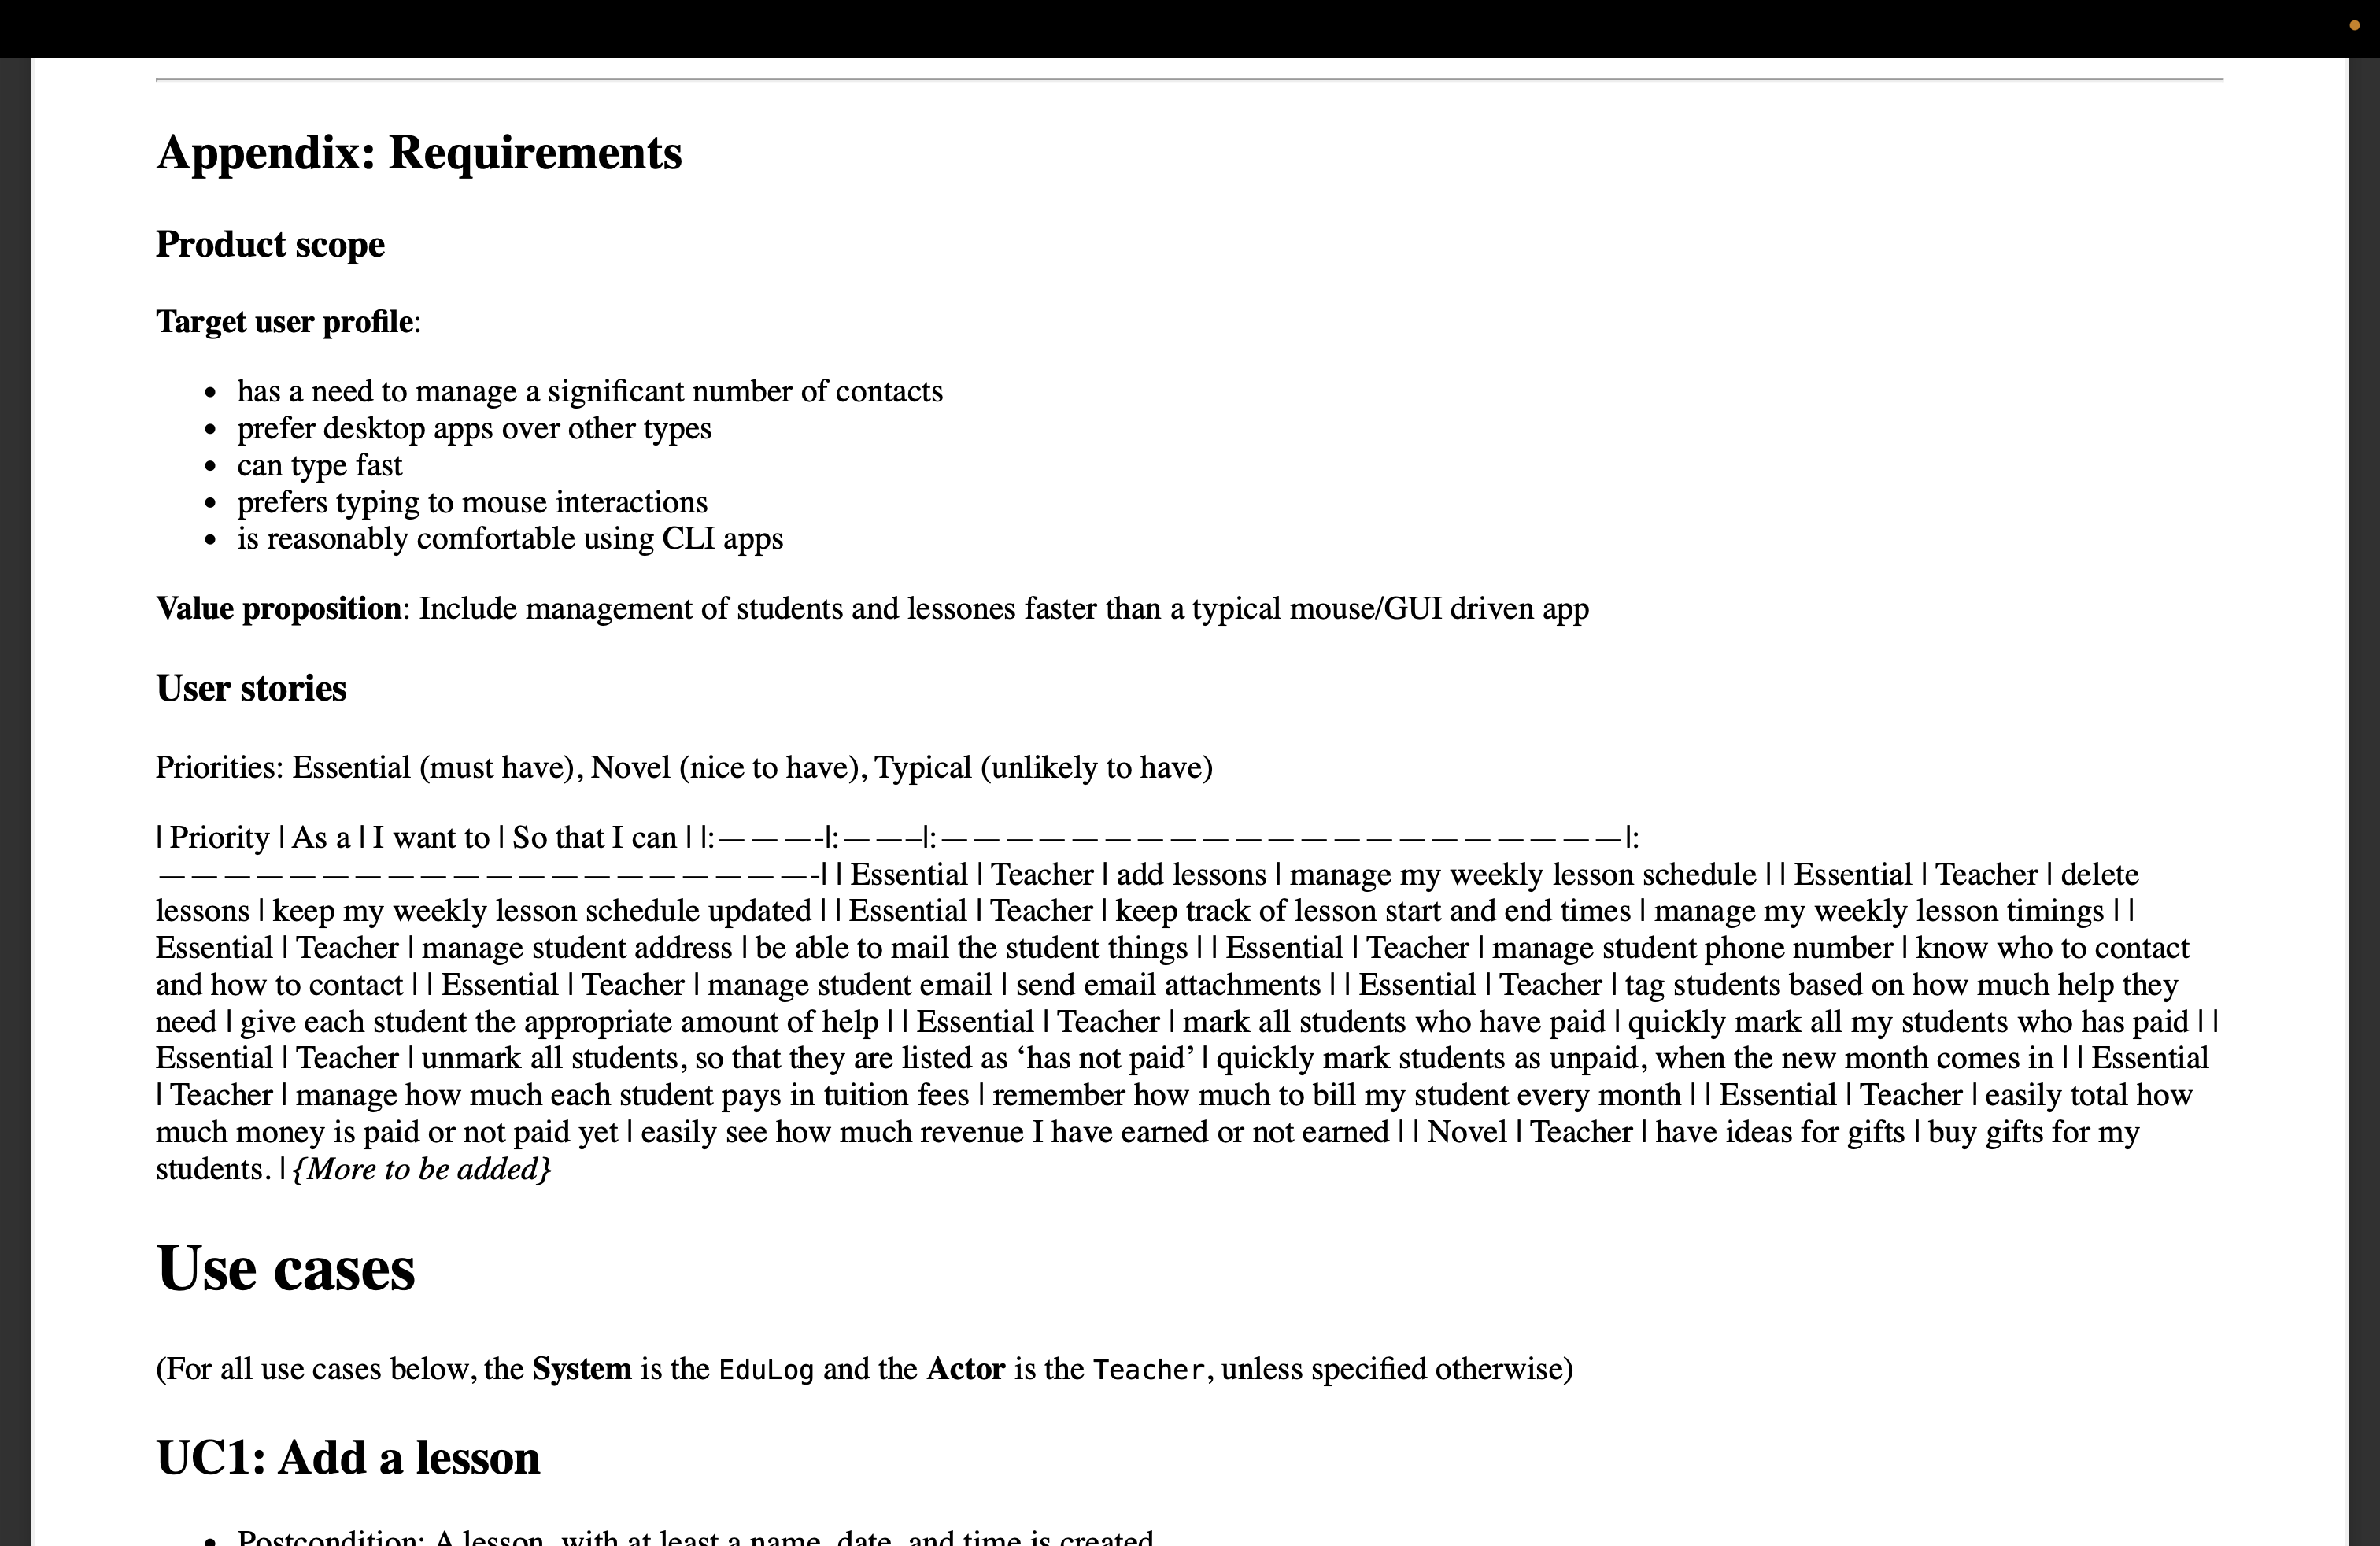 Appendix: Requirements
Product scope
Target user profile:
• has a need to manage a significant number of contacts
• prefer desktop apps over other types
• can type fast
• prefers typing to mouse interactions
• is reasonably comfortable using CLI apps
Value proposition: Include management of students and lessones faster than a typical mouse/GUI driven app
User stories
Priorities: Essential (must have), Novel (nice to have), Typical (unlikely to have)
| Priority | As a | I want to | So that I can | |:———-|:——–|:—————————————————————|:
————————————————————-| | Essential | Teacher | add lessons | manage my weekly lesson schedule | | Essential | Teacher | delete
lessons | keep my weekly lesson schedule updated | | Essential | Teacher | keep track of lesson start and end times | manage my weekly lesson timings | |
Essential | Teacher | manage student address | be able to mail the student things | | Essential | Teacher | manage student phone number | know who to contact
and how to contact | | Essential | Teacher | manage student email | send email attachments | | Essential | Teacher | tag students based on how much help they
need | give each student the appropriate amount of help | | Essential | Teacher | mark all students who have paid | quickly mark all my students who has paid | |
Essential | Teacher | unmark all students, so that they are listed as ‘has not paid’ | quickly mark students as unpaid, when the new month comes in | | Essential
| Teacher | manage how much each student pays in tuition fees | remember how much to bill my student every month | | Essential | Teacher | easily total how
much money is paid or not paid yet | easily see how much revenue I have earned or not earned | | Novel | Teacher | have ideas for gifts | buy gifts for my
students. | {More to be added}
Use cases
(For all use cases below, the System is the EduLog and the Actor is the Teacher, unless specified otherwise)
UC1: Add a lesson
• Postcondition: A lesson, with at least a name, date, and time is created